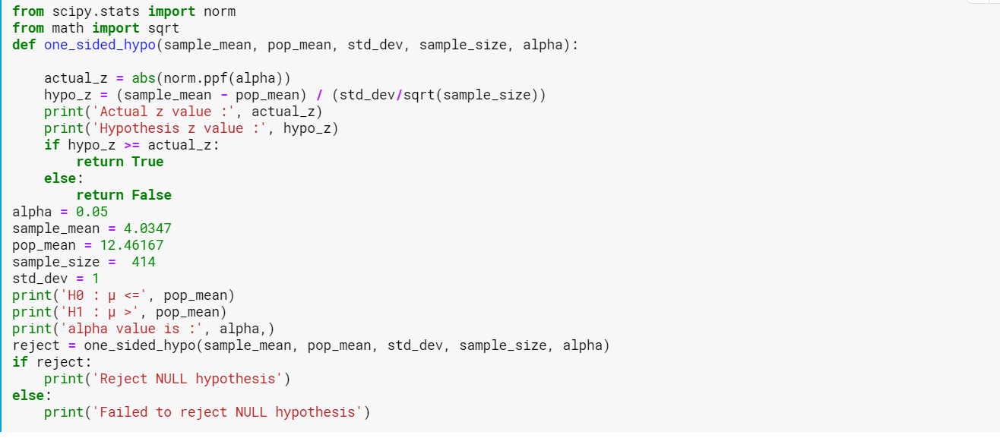 from scipy.stats import norm
from math import sqrt
def one_sided_hypo(sample_mean, pop_mean, std_dev, sample_size, alpha):
    actual_z = abs(norm.ppf(alpha))
    hypo_z = (sample_mean - pop_mean) / (std_dev/sqrt(sample_size))
    print('Actual z value :', actual_z)
    print('Hypothesis z value :', hypo_z)
    if hypo_z >= actual_z:
        return True
    else:
        return False
alpha = 0.05
sample_mean = 4.0347
pop_mean = 12.46167
sample_size =  414
std_dev = 1
print('H0 : μ <=', pop_mean)
print('H1 : μ >', pop_mean)
print('alpha value is :', alpha,)
reject = one_sided_hypo(sample_mean, pop_mean, std_dev, sample_size, alpha)
if reject:
    print('Reject NULL hypothesis')
else:
    print('Failed to reject NULL hypothesis')